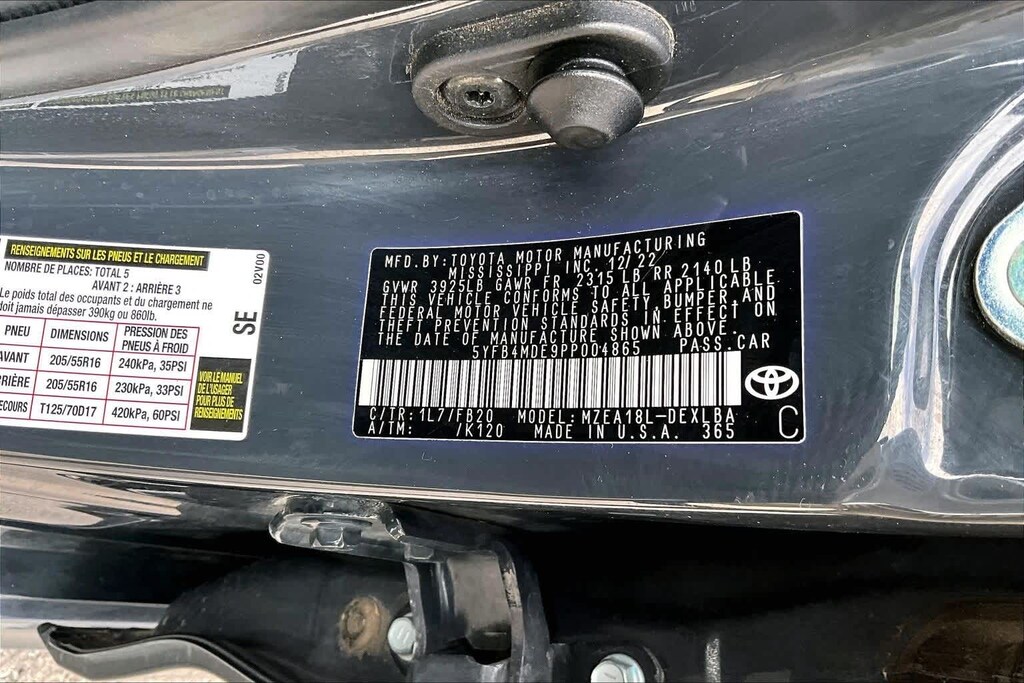 RENSEIGNEMENTS SUR LES PNEUS ET LE CHARGEMENT
NOMBRE DE PLACES: TOTAL 5
AVANT 2 : ARRIÈRE 3
Le poids total des occupants et du chargement ne
doit jamais dépasser 390kg ou 860lb.
PNEU DIMENSIONS PRESSION DES PNEUS À FROID
AVANT 205/55R16 240kPa, 35PSI
205/55R16 230kPa, 33PSI
T125/70D17 420kPa, 60PSI
VOIR LE MANUEL
DE L'USAGER
POUR PLUS DE
RENSEIGNEMENTS
02V00
SE
MFD.BY:TOYOTA MOTOR MANUFACTURING
MISSISSIPPI INC. 12/22
GVWR 3925LB GAWR FR 2315LB RR 2140LB
THIS VEHICLE CONFORMS TO ALL APPLICABLE
FEDERAL MOTOR VEHICLE SAFETY, BUMPER, AND
THEFT PREVENTION STANDARDS IN EFFECT ON
THE DATE OF MANUFACTURE SHOWN ABOVE.
5YFB4MDE9PP004865 PASS.CAR
C/TR:1L7/FB20 MODEL:MZEA18L-DEXLBA
A/TM: /K120 MADE IN U.S.A. 365
C